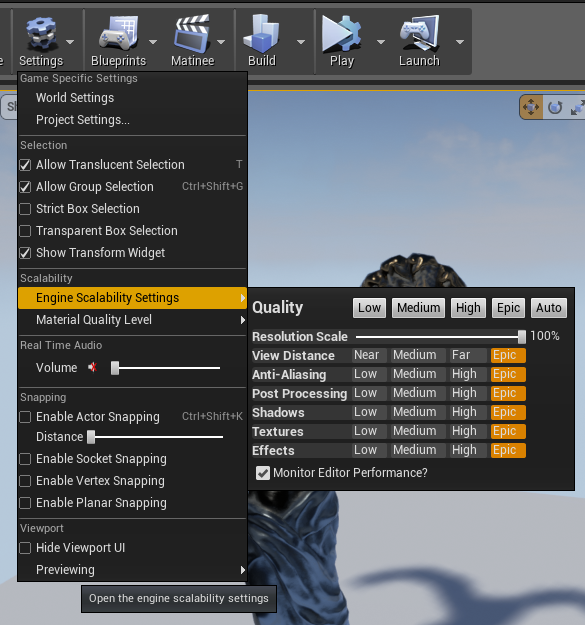 Settings
Blueprints
Matinee
Build
Play
Launch
Game Specific Settings
World Settings
Project Settings...
Selection
Allow Translucent Selection T
Allow Group Selection Ctrl+Shift+G
Strict Box Selection
Transparent Box Selection
Show Transform Widget
Scalability
Engine Scalability Settings
Material Quality Level
Real Time Audio
Volume
Snapping
Enable Actor Snapping Ctrl+Shift+K
Distance
Enable Socket Snapping
Enable Vertex Snapping
Enable Planar Snapping
Viewport
Hide Viewport UI
Previewing
Quality Low Medium High Epic Auto
Resolution Scale 100%
View Distance Near Medium Far Epic
Anti-Aliasing Low Medium High Epic
Post Processing Low Medium High Epic
Shadows Low Medium High Epic
Textures Low Medium High Epic
Effects Low Medium High Epic
Monitor Editor Performance?
Open the engine scalability settings